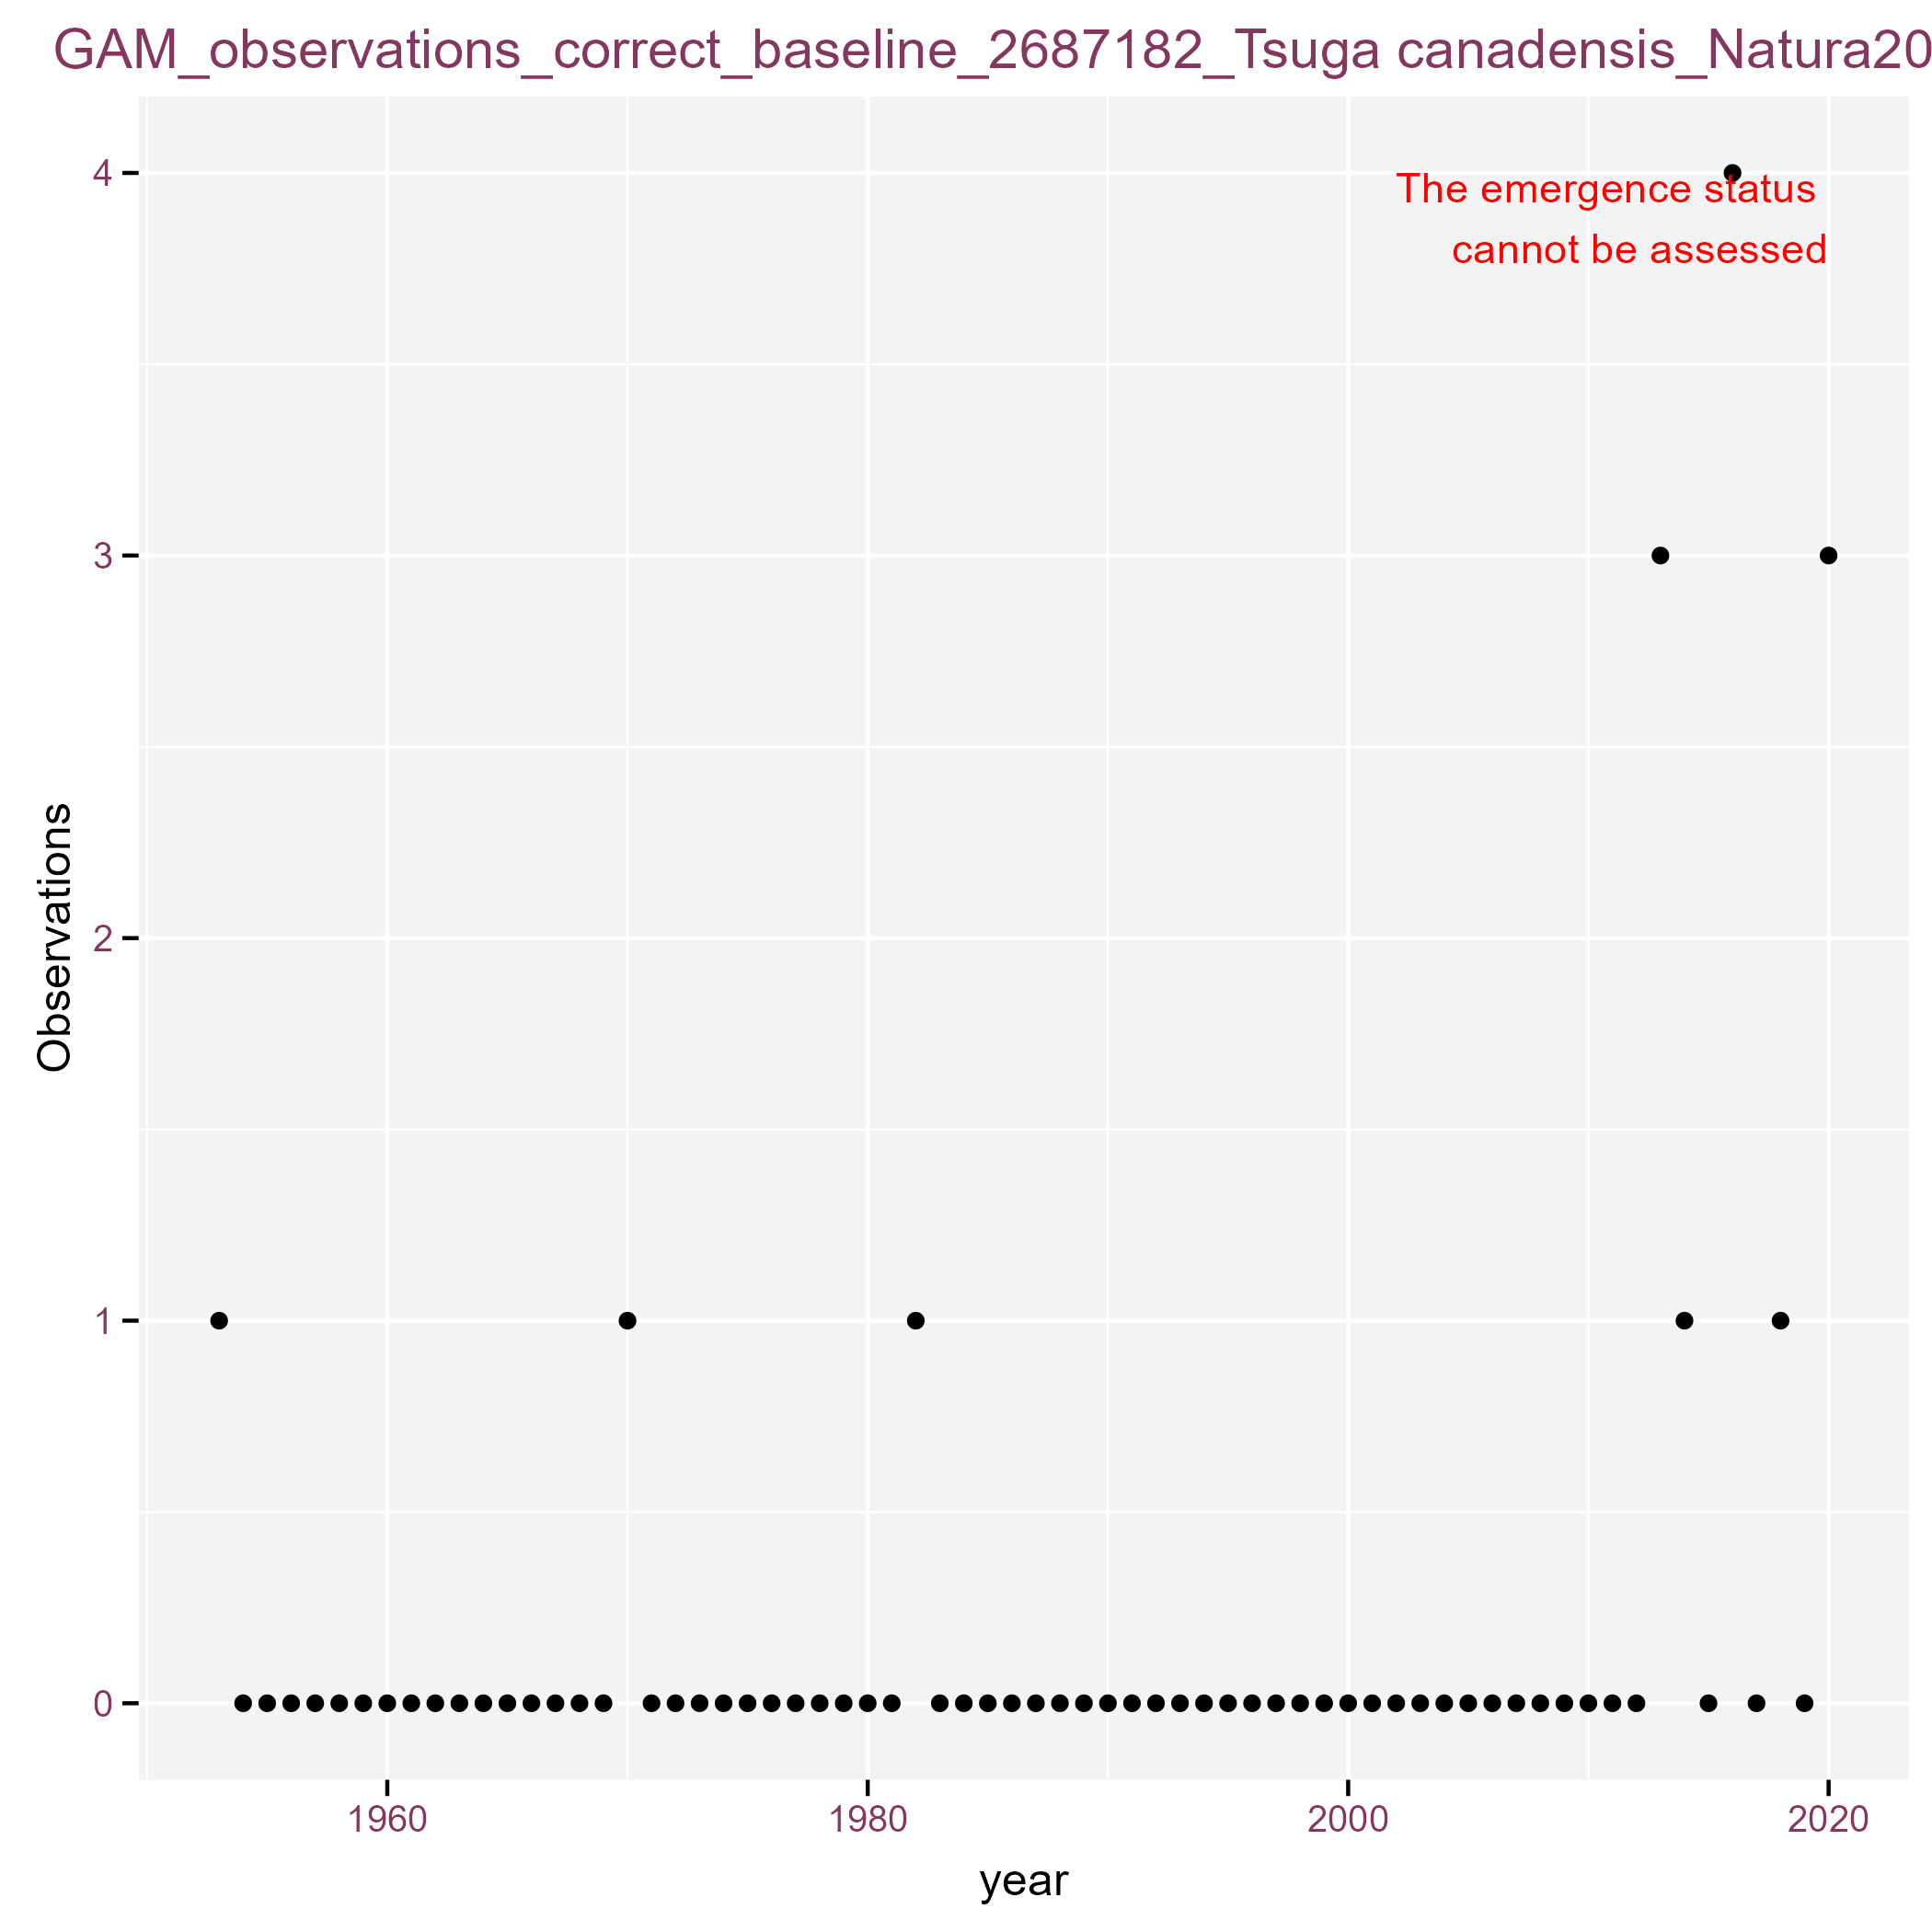 GAM_observations_correct_baseline_2687182_Tsuga canadensis_Natura20
4
The emergence status
cannot be assessed
3
2
1
0
Observations
1960 1980 2000 2020
year